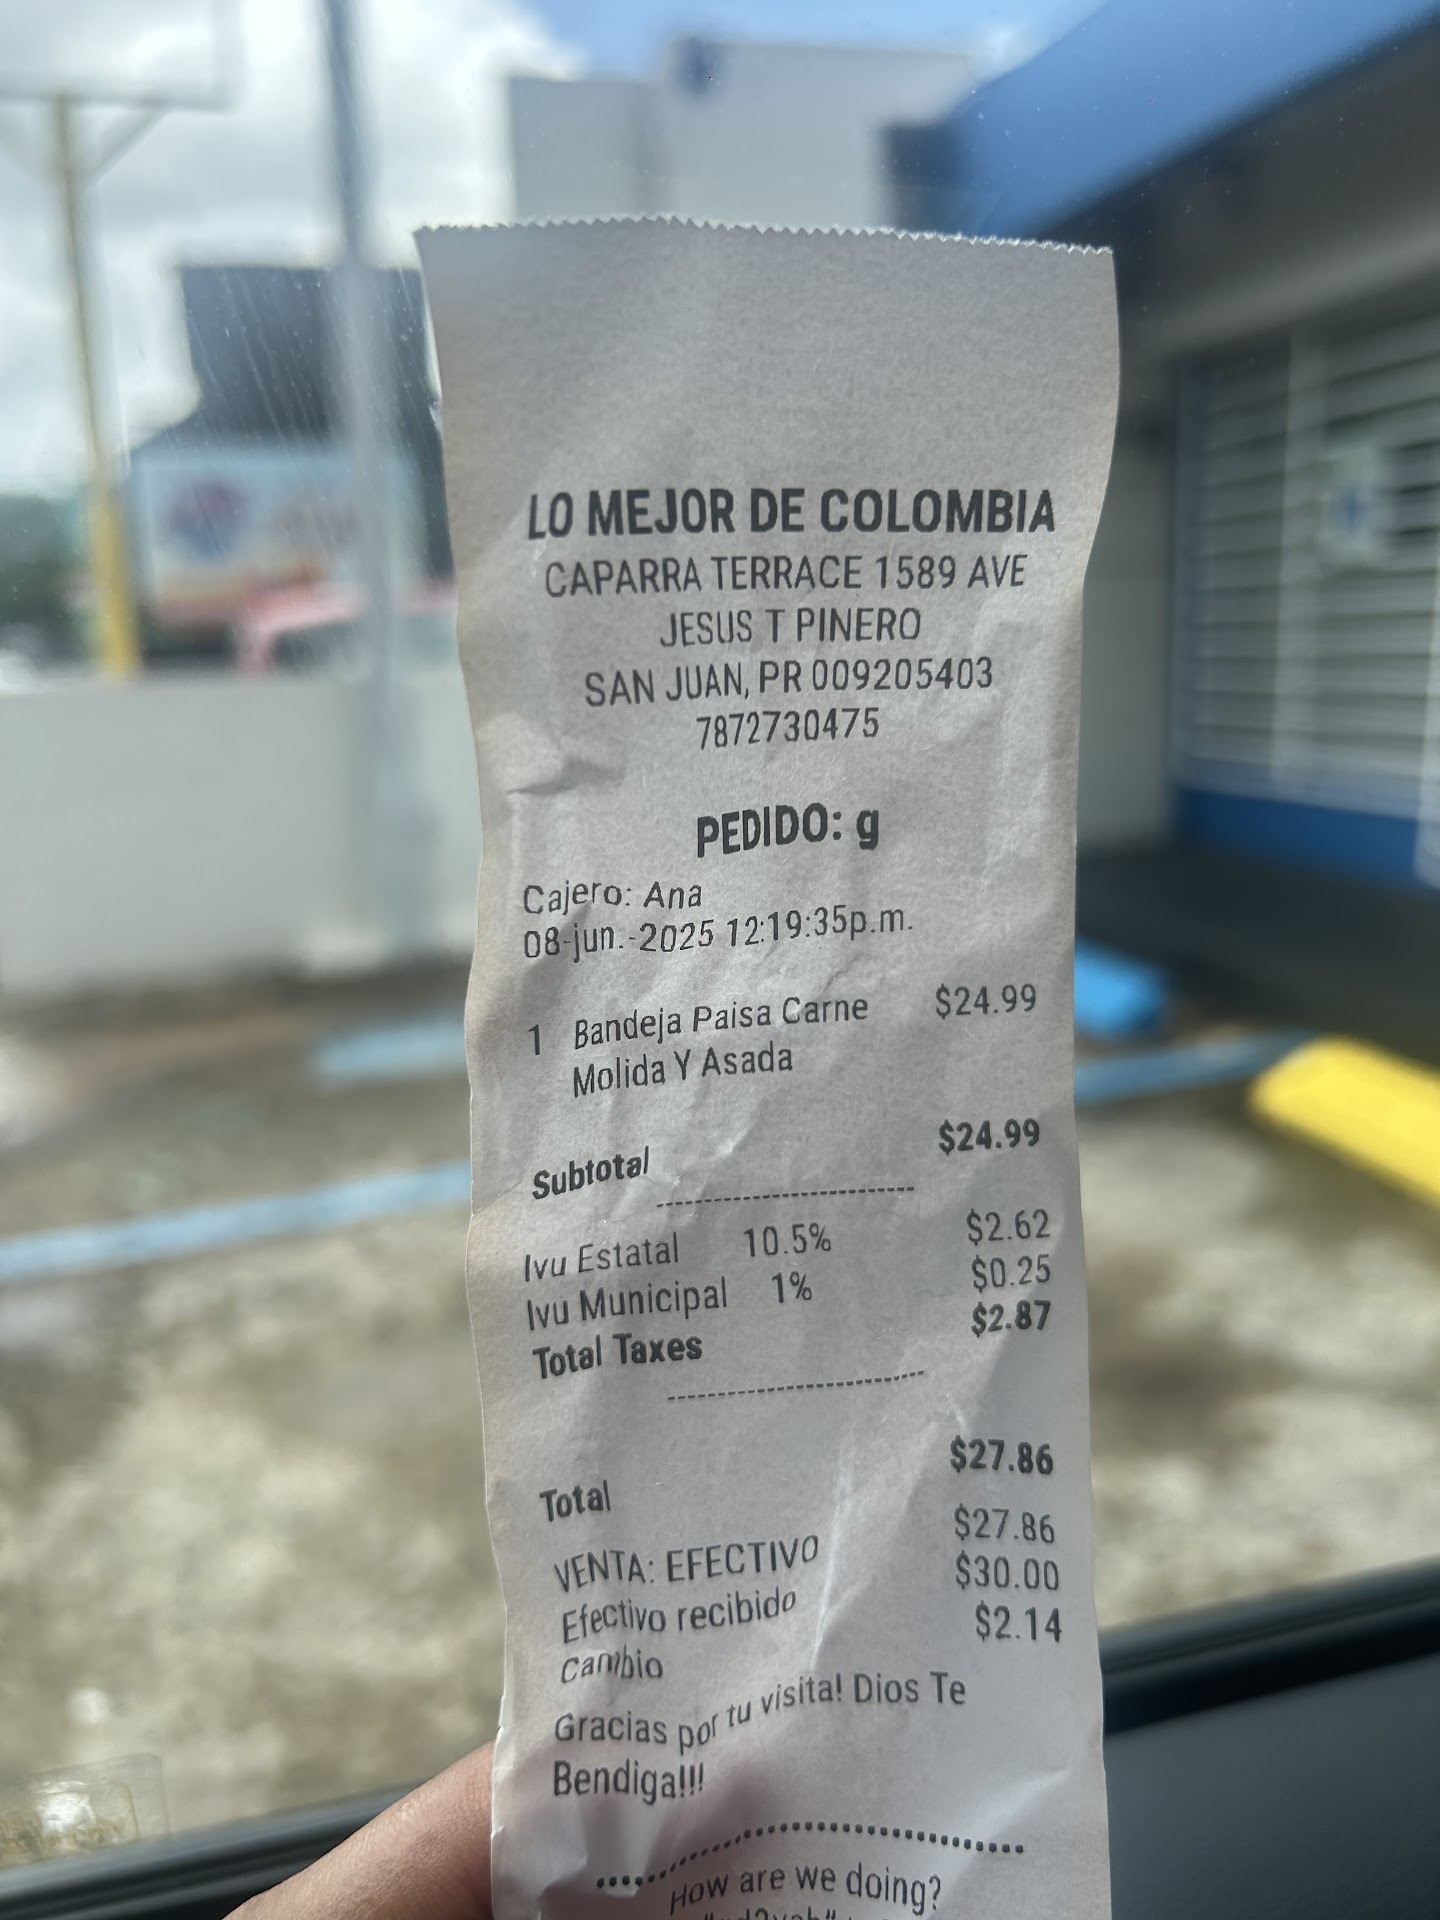 LO MEJOR DE COLOMBIA
CAPARRA TERRACE 1589 AVE
JESUS T PINERO
SAN JUAN, PR 009205403
7872730475
PEDIDO: g
Cajero: Ana
08-jun.-2025 12:19:35p.m.
1 Bandeja Paisa Carne $24.99
Molida Y Asada
Subtotal $24.99
Ivu Estatal 10.5% $2.62
Ivu Municipal 1% $0.25
Total Taxes $2.87
Total $27.86
VENTA: EFECTIVO $27.86
Efectivo recibido $30.00
Cambio $2.14
Gracias por tu visita! Dios Te
Bendiga!!!
How are we doing?